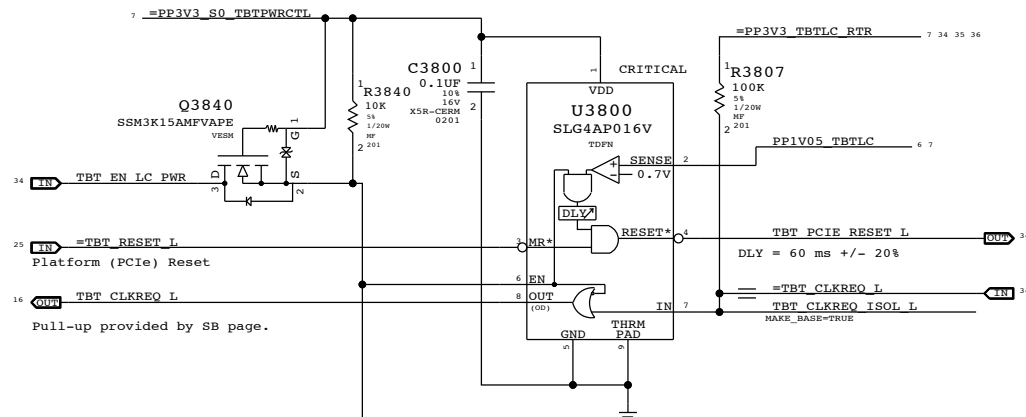 7 =PP3V3_S0_TBTPWRCTL
=PP3V3_TBTLC_RTR 7 34 35 36
C3800 1
0.1UF
10%
16V
X5R-CERM
0201
2
1
R3840
10K
5%
1/20W
MF
201
2
1
VDD
CRITICAL
U3800
SLG4AP016V
TDFN
1
R3807
100K
5%
1/20W
MF
201
2
Q3840
SSM3K15AMFVAPE
VESM
G 1
D 3
S 2
PP1V05_TBTLC 6 7
SENSE 2
+
-
0.7V
34 IN TBT_EN_LC_PWR
DLY
25 IN =TBT_RESET_L
3 MR*
RESET* 4
TBT_PCIE_RESET_L OUT
Platform (PCIe) Reset
DLY = 60 ms +/- 20%
6 EN
16 OUT TBT_CLKREQ_L
8 OUT
(OD)
=TBT_CLKREQ_L IN
IN 7
TBT_CLKREQ_ISOL_L
MAKE_BASE=TRUE
Pull-up provided by SB page.
GND
5
THRM
PAD
9